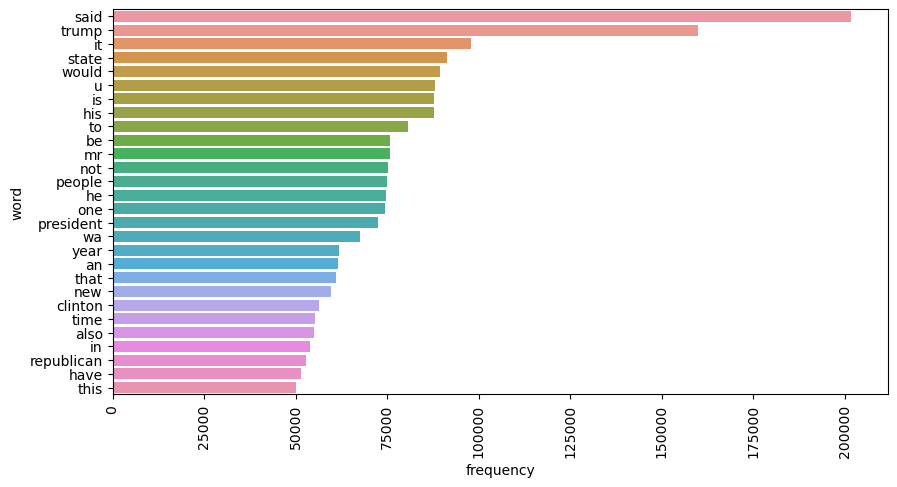 said
trump
it
state
would
u
is
his
to
be
mr
not
people
he
one
president
wa
year
an
that
new
clinton
time
also
in
republican
have
this
word
0
25000
50000
75000
100000
125000
150000
175000
200000
frequency